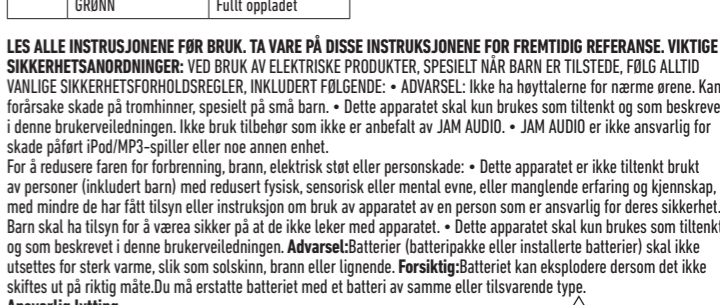 GRØNN Fullt oppladet
LES ALLE INSTRUSJONENE FØR BRUK. TA VARE PÅ DISSE INSTRUKSJONENE FOR FREMTIDIG REFERANSE. VIKTIGE
SIKKERHETSANORDNINGER: VED BRUK AV ELEKTRISKE PRODUKTER, SPESIELT NÅR BARN ER TILSTEDE, FØLG ALLTID
VANLIGE SIKKERHETSFORHOLDSREGLER, INKLUDERT FØLGENDE: • ADVARSEL: Ikke ha høyttalerne for nærme ørene. Kan
forårsake skade på tromhinner, spesielt på små barn. • Dette apparatet skal kun brukes som tiltenkt og som beskreve
i denne brukerveiledningen. Ikke bruk tilbehør som ikke er anbefalt av JAM AUDIO. • JAM AUDIO er ikke ansvarlig for
skade påført iPod/MP3-spiller eller noe annen enhet.
For å redusere faren for forbrenning, brann, elektrisk støt eller personskade: • Dette apparatet er ikke tiltenkt brukt
av personer (inkludert barn) med redusert fysisk, sensorisk eller mental evne, eller manglende erfaring og kjennskap,
med mindre de har fått tilsyn eller instruksjon om bruk av apparatet av en person som er ansvarlig for deres sikkerhet.
Barn skal ha tilsyn for å værea sikker på at de ikke leker med apparatet. • Dette apparatet skal kun brukes som tiltenkt
og som beskrevet i denne brukerveiledningen. Advarsel:Batterier (batteripakke eller installerte batterier) skal ikke
utsettes for sterk varme, slik som solskinn, brann eller lignende. Forsiktig:Batteriet kan eksplodere dersom det ikke
skiftes ut på riktig måte.Du må erstatte batteriet med et batteri av samme eller tilsvarende type.
Ansvarlig lytting